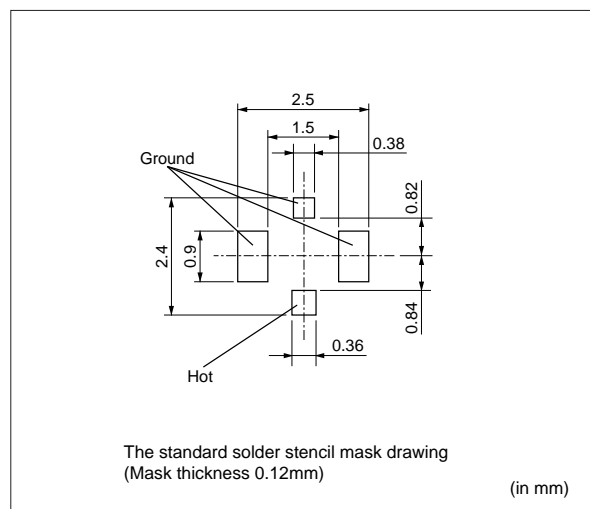 2.5
1.5
0.38
Ground
0.82
2.4
0.9
0.84
0.36
Hot
The standard solder stencil mask drawing
(Mask thickness 0.12mm)
(in mm)